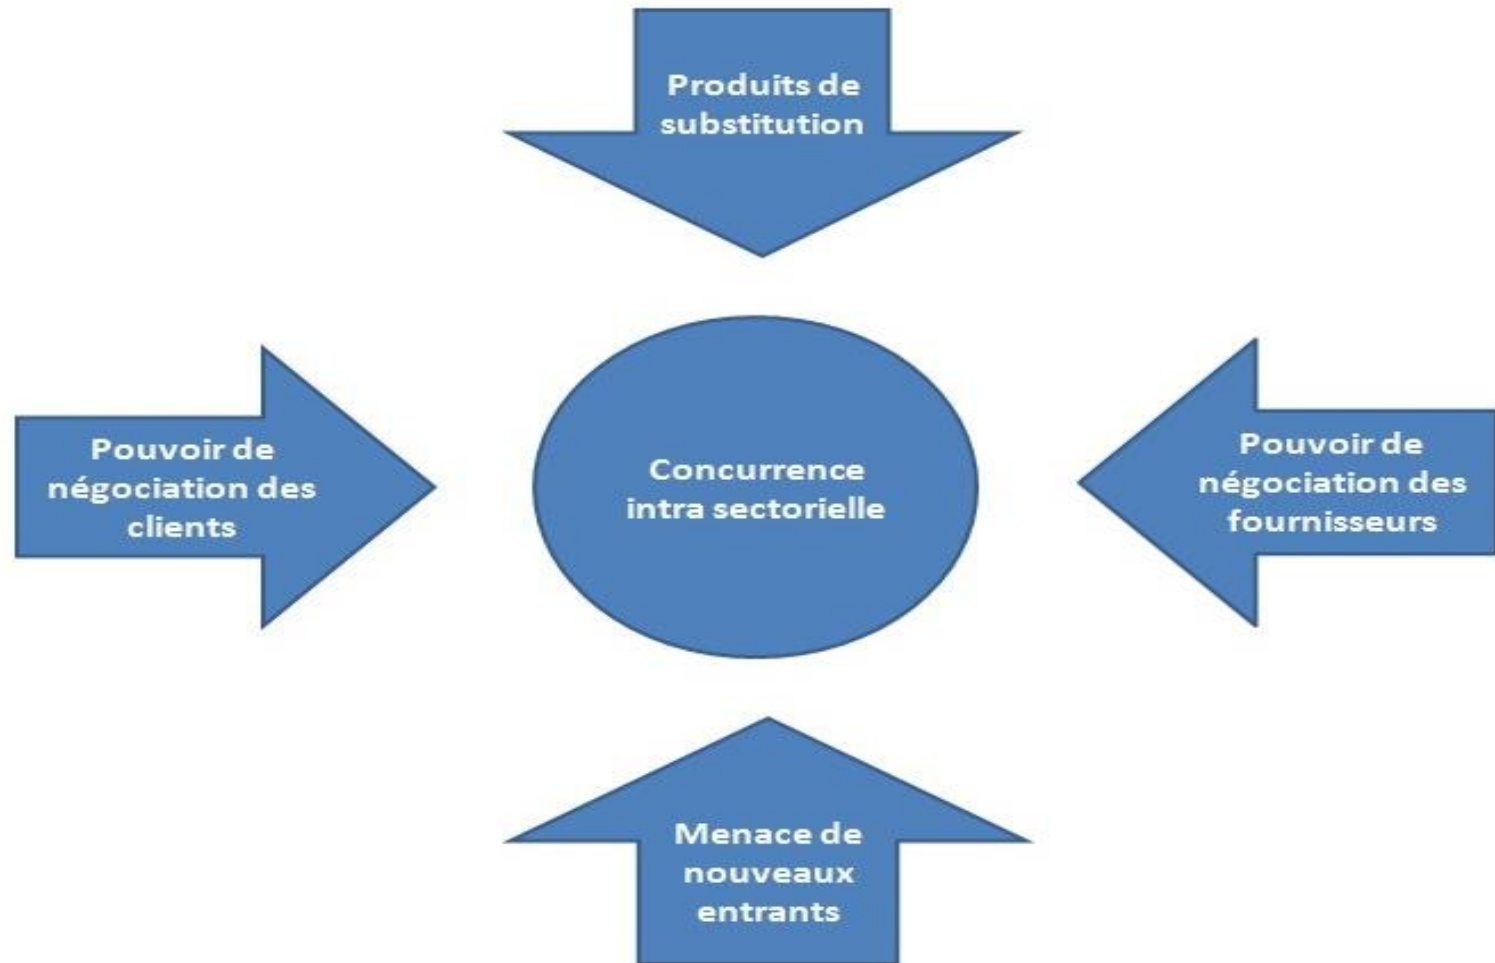 Produits de
substitution
Pouvoir de
négociation des
clients
Concurrence
intra sectorielle
Pouvoir de
négociation des
fournisseurs
Menace de
nouveaux
entrants